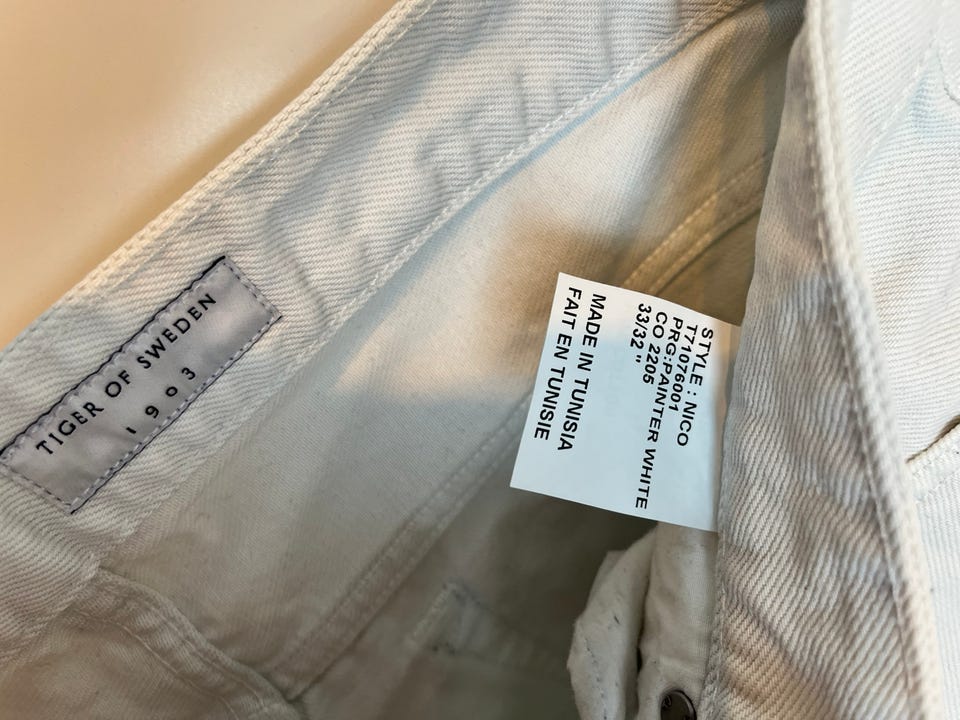 TIGER OF SWEDEN
1903
STYLE : NICO
T71076001
PRG:PAINTER WHITE
CO 2205
33/32"
MADE IN TUNISIA
FAIT EN TUNISIE